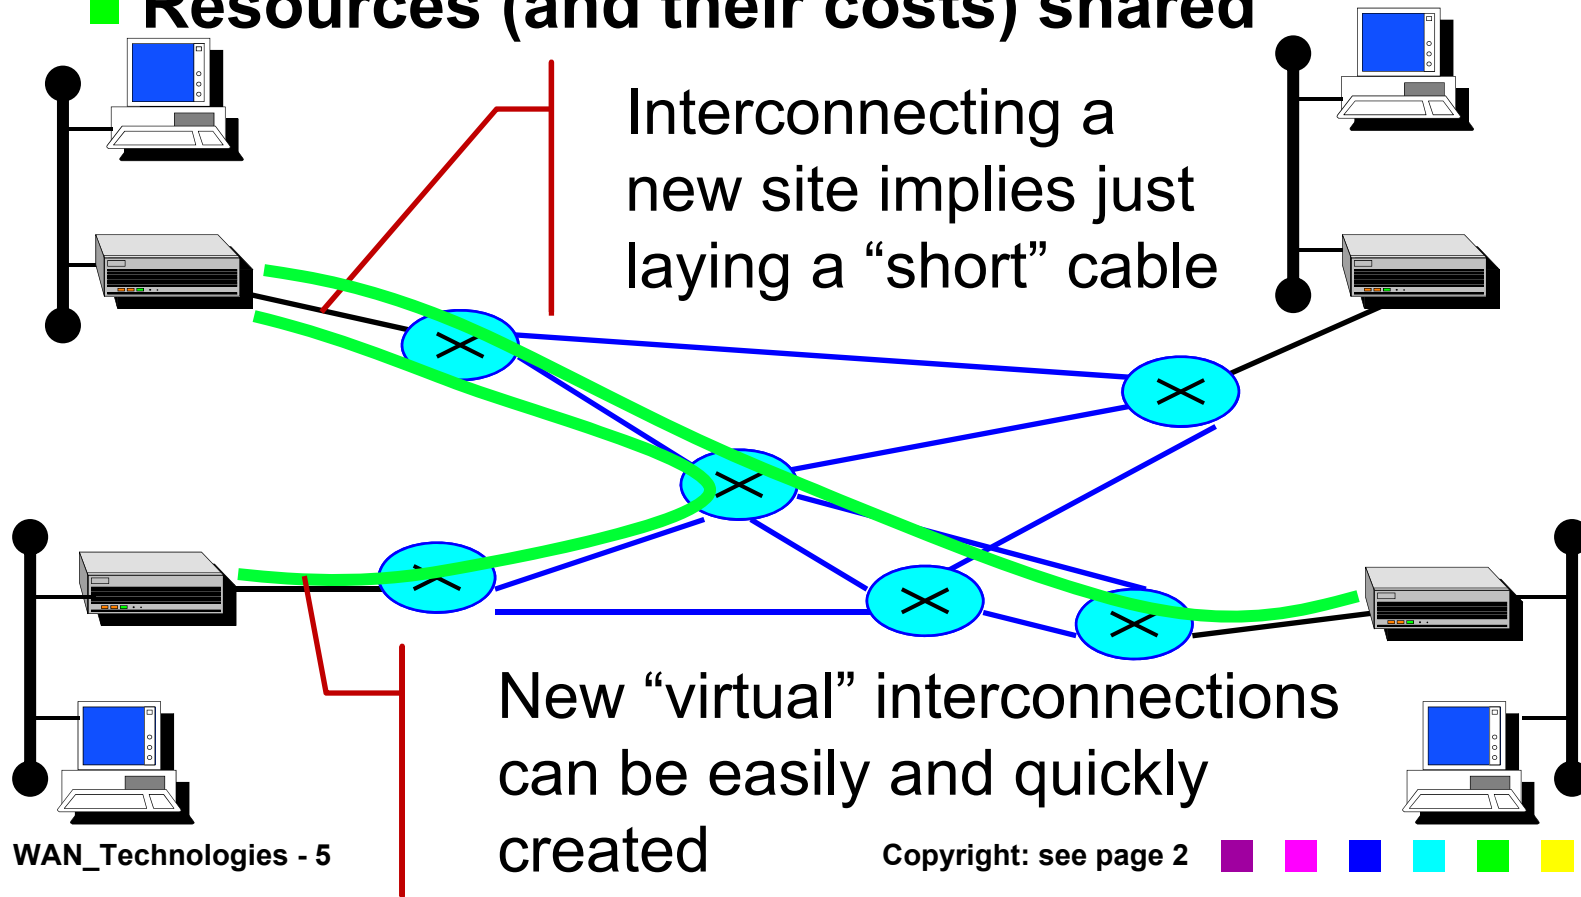 Resources (and their costs) shared
Interconnecting a
new site implies just
laying a “short” cable
New “virtual” interconnections
can be easily and quickly
created
WAN_Technologies - 5
Copyright: see page 2